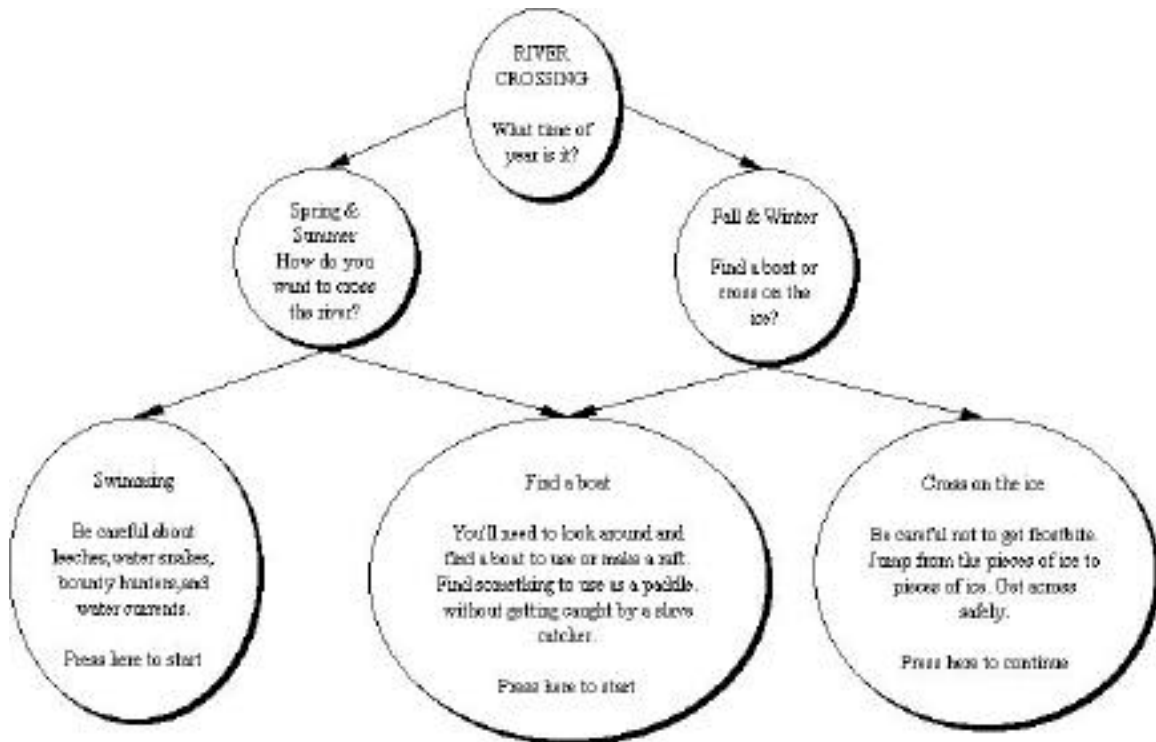 RIVER
CROSSING
What time of
year is it?
Spring &
Summer
How do you
want to cross
the river?
Fall & Winter
Find a boat or
cross on the
ice?
Swimming
Be careful about
leeches, water snakes,
bounty hunters, and
water currents.
Press here to start
Find a boat
You'll need to look around and
find a boat to use or make a raft.
Find something to use as a paddle,
without getting caught by a slave
catcher.
Press here to start
Cross on the ice
Be careful not to get frostbite.
Jump from the pieces of ice to
pieces of ice. Get across
safely.
Press here to continue